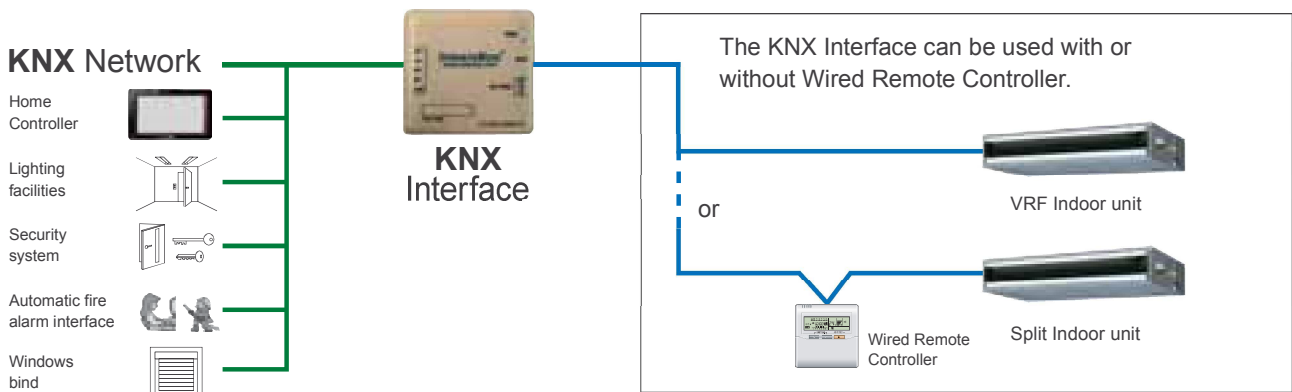 KNX Network
Home
Controller
Lighting
facilities
Security
system
Automatic fire
alarm interface
Windows
bind
KNX
Interface
The KNX Interface can be used with or
without Wired Remote Controller.
or
VRF Indoor unit
Wired Remote
Controller
Split Indoor unit